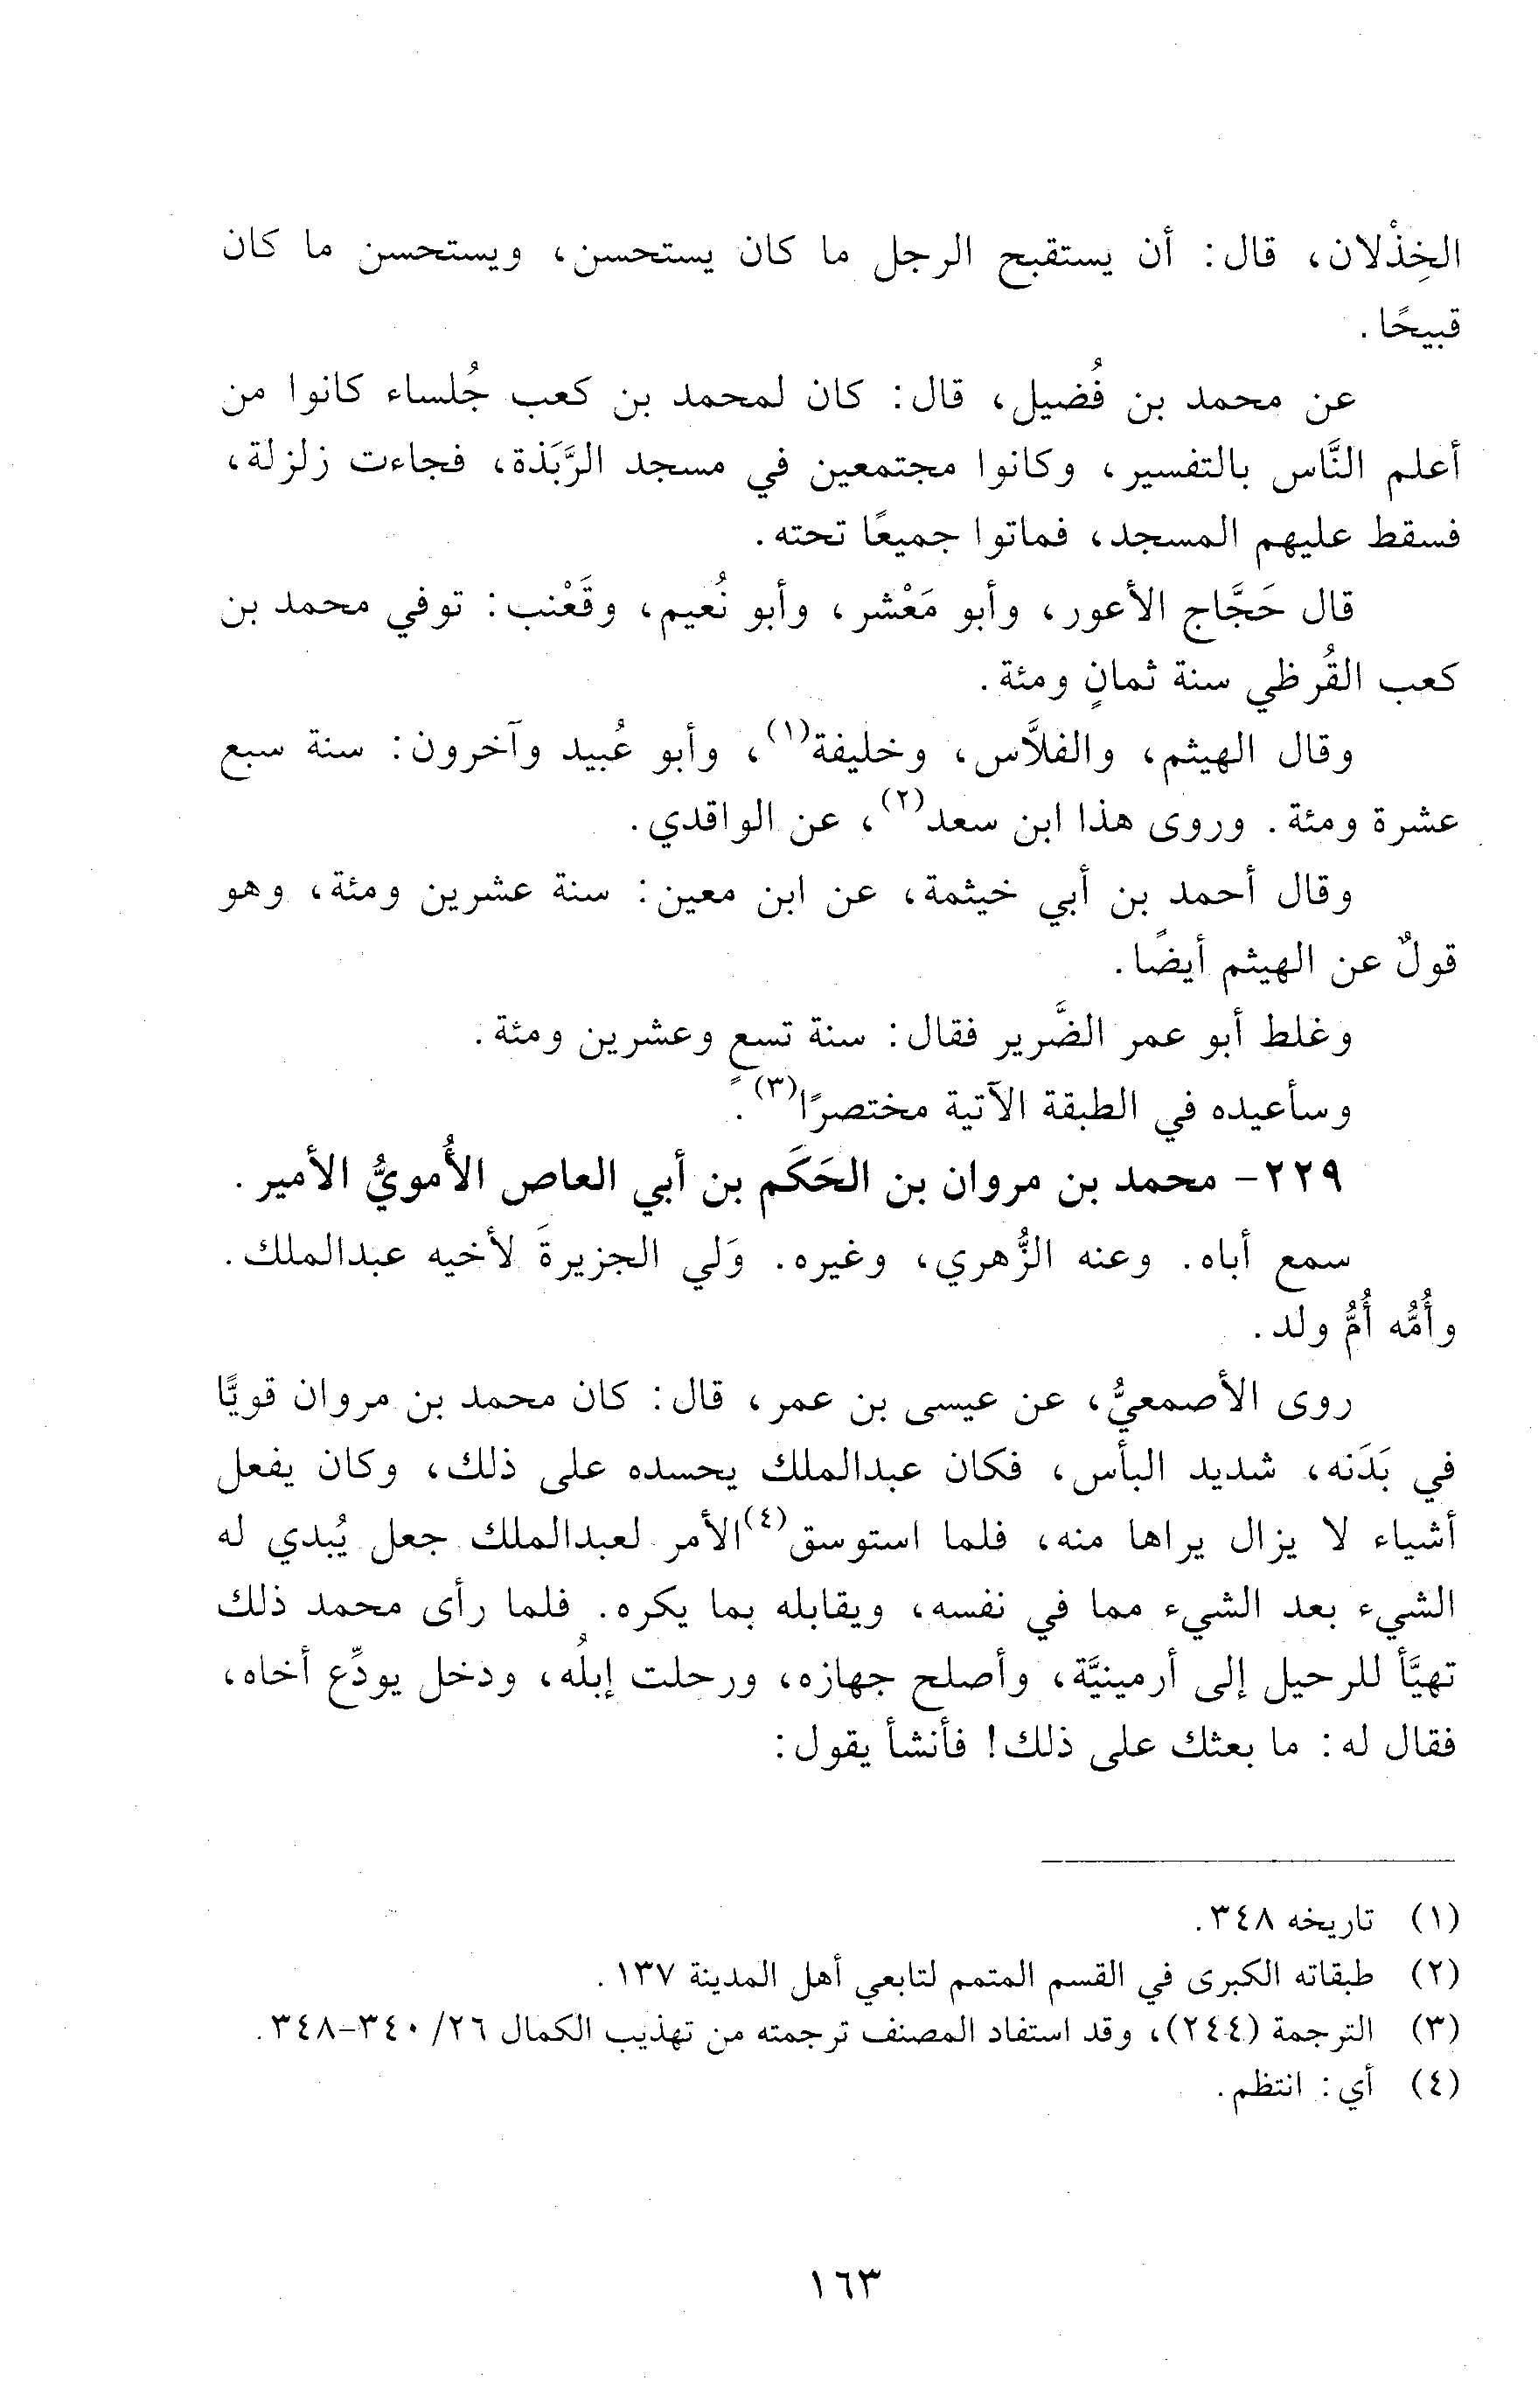 الخِذْلان، قال: أن يستقبح الرجل ما كان يستحسن، ويستحسن ما كان
قبيحًا.
عن محمد بن فُضيل، قال: كان لمحمد بن كعب جُلساء كانوا من
أعلم النَّاس بالتفسير، وكانوا مجتمعين في مسجد الرَّبَذة، فجاءت زلزلة،
فسقط عليهم المسجد، فماتوا جميعًا تحته.
قال حَجَّاج الأعور، وأبو مَعْشر، وأبو نُعيم، وقَعْنب: توفي محمد بن
كعب القُرظي سنة ثمانٍ ومئة.
وقال الهيثم، والفلاَّس، وخليفة(١)، وأبو عُبيد وآخرون: سنة سبع
عشرة ومئة. وروى هذا ابن سعد(٢)، عن الواقدي.
وقال أحمد بن أبي خيثمة، عن ابن معين: سنة عشرين ومئة، وهو
قولٌ عن الهيثم أيضًا.
وغلط أبو عمر الضَّرير فقال: سنة تسعٍ وعشرين ومئة.
وسأعيده في الطبقة الآتية مختصرًا(٣).
٢٢٩- محمد بن مروان بن الحَكَم بن أبي العاص الأُمويُّ الأمير.
سمع أباه. وعنه الزُّهري، وغيره. وَلي الجزيرةَ لأخيه عبدالملك.
وأُمُّه أُمُّ ولد.
روى الأصمعيُّ، عن عيسى بن عمر، قال: كان محمد بن مروان قويًّا
في بَدَنه، شديد البأس، فكان عبدالملك يحسده على ذلك، وكان يفعل
أشياء لا يزال يراها منه، فلما استوسق(٤) الأمر لعبدالملك جعل يُبدي له
الشيء بعد الشيء مما في نفسه، ويقابله بما يكره. فلما رأى محمد ذلك
تهيَّأ للرحيل إلى أرمينيَّة، وأصلح جهازه، ورحلت إبلُه، ودخل يودِّع أخاه،
فقال له: ما بعثك على ذلك! فأنشأ يقول:
(١) تاريخه ٣٤٨.
(٢) طبقاته الكبرى في القسم المتمم لتابعي أهل المدينة ١٣٧.
(٣) الترجمة (٢٤٤)، وقد استفاد المصنف ترجمته من تهذيب الكمال ٢٦/ ٣٤٠-٣٤٨.
(٤) أي: انتظم.
١٦٣